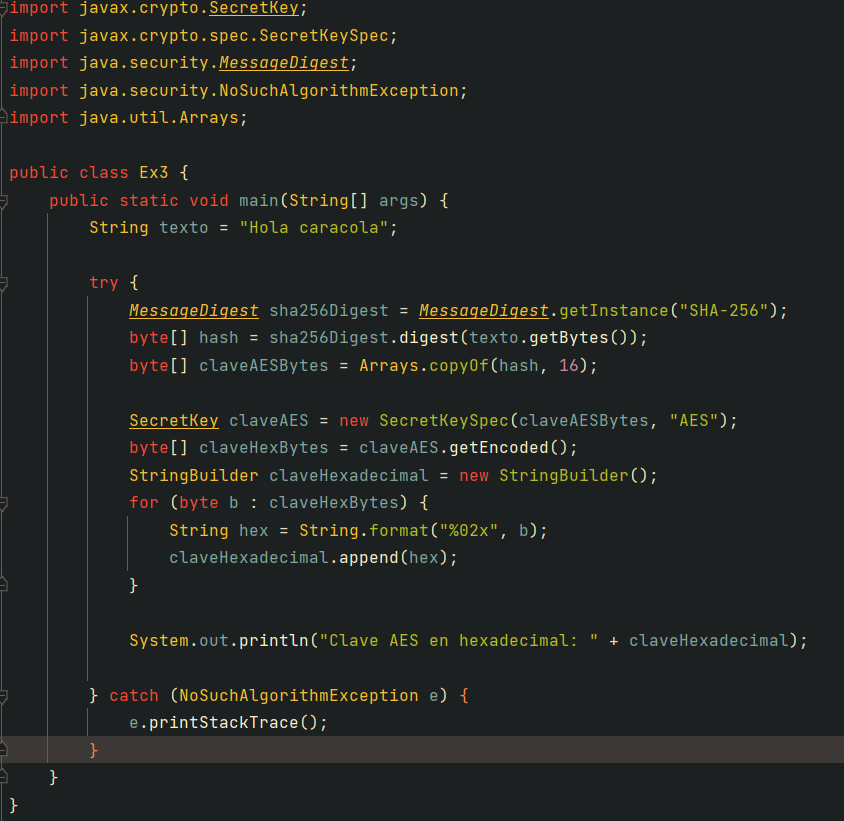 import javax.crypto.SecretKey;
import javax.crypto.spec.SecretKeySpec;
import java.security.MessageDigest;
import java.security.NoSuchAlgorithmException;
import java.util.Arrays;

public class Ex3 {
    public static void main(String[] args) {
        String texto = "Hola caracola";

        try {
            MessageDigest sha256Digest = MessageDigest.getInstance("SHA-256");
            byte[] hash = sha256Digest.digest(texto.getBytes());
            byte[] claveAESBytes = Arrays.copyOf(hash, 16);

            SecretKey claveAES = new SecretKeySpec(claveAESBytes, "AES");
            byte[] claveHexBytes = claveAES.getEncoded();
            StringBuilder claveHexadecimal = new StringBuilder();
            for (byte b : claveHexBytes) {
                String hex = String.format("%02x", b);
                claveHexadecimal.append(hex);
            }

            System.out.println("Clave AES en hexadecimal: " + claveHexadecimal);

        } catch (NoSuchAlgorithmException e) {
            e.printStackTrace();
        }
    }
}